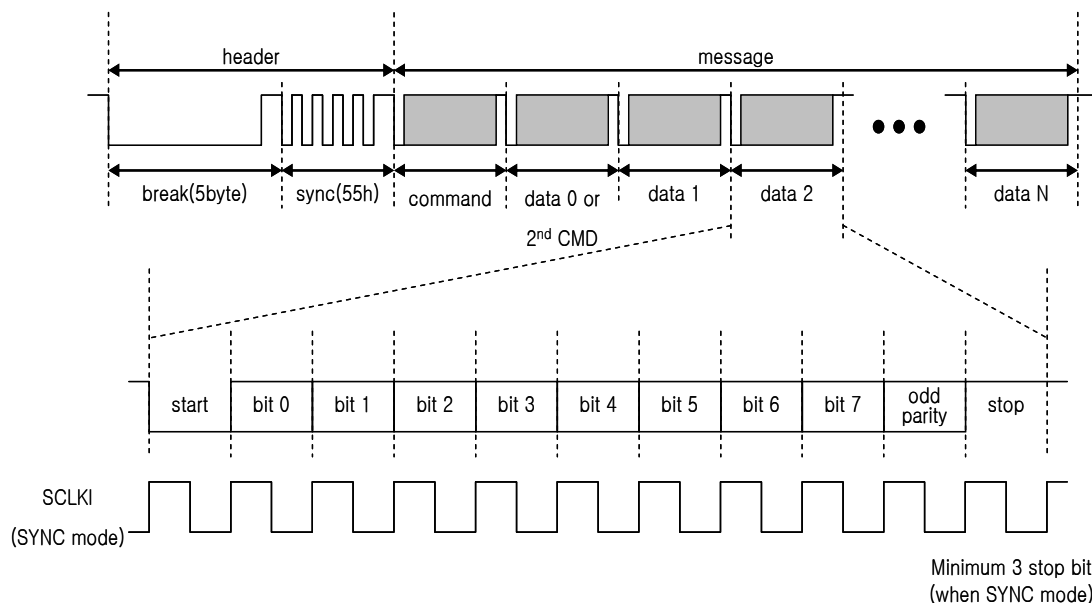 header
message
break(5byte)
sync(55h)
command
data 0 or
2nd CMD
data 1
data 2
data N
start
bit 0
bit 1
bit 2
bit 3
bit 4
bit 5
bit 6
bit 7
odd
parity
stop
SCLKI
(SYNC mode)
Minimum 3 stop bit
(when SYNC mode)